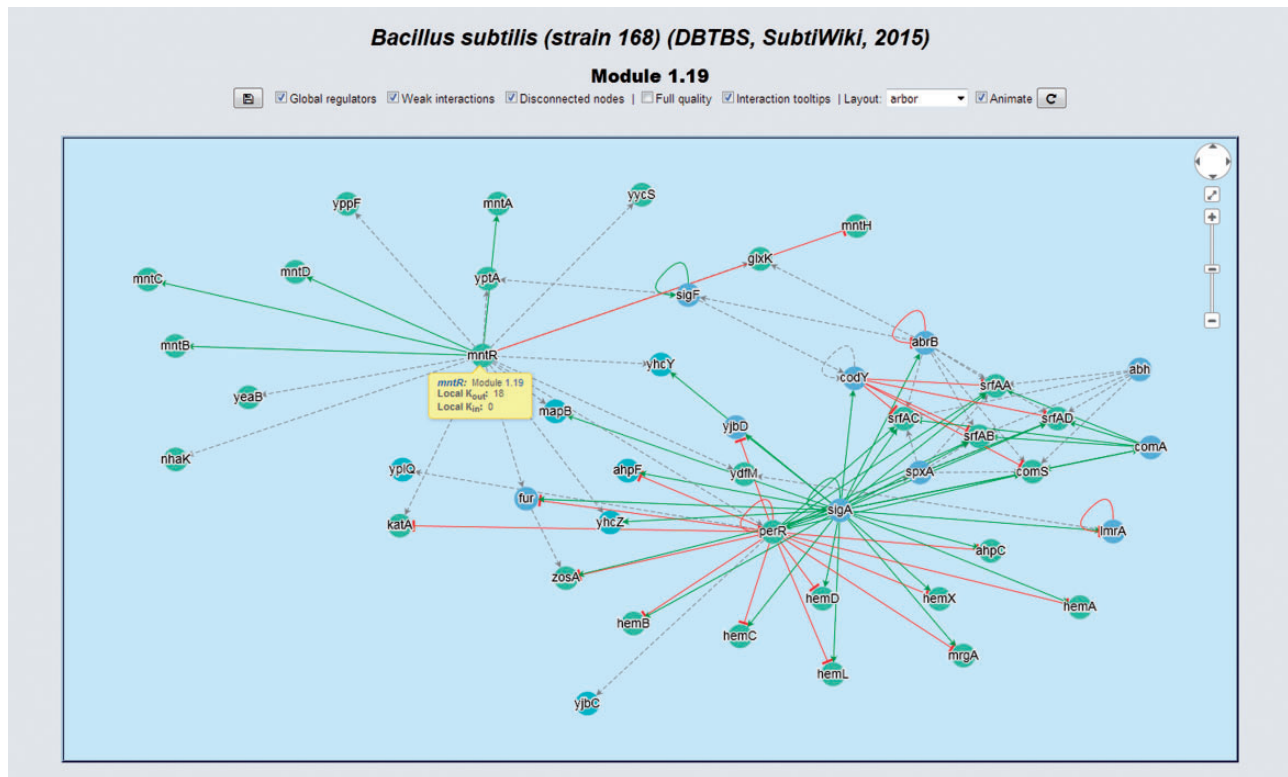 Bacillus subtilis (strain 168) (DBTBS, SubtiWiki, 2015)
Module 1.19
Global regulators Weak interactions Disconnected nodes | Full quality Interaction tooltips | Layout: arbor Animate
yppF
mntA
yycS
mntH
glxK
mntC
mntD
yptA
sigF
mntB
mntR
abrB
yhcY
codY
abh
srfAA
mntR: Module 1.19
Local Kout: 18
Local Kin: 0
yeaB
mapB
srfAC
srfAD
yjbD
srfAB
comA
nhaK
yplQ
ahpF
ydfM
spxA
comS
fur
sigA
katA
yhcZ
perR
lmrA
ahpC
zosA
hemD
hemX
hemA
hemB
hemC
mrgA
hemL
yjbC